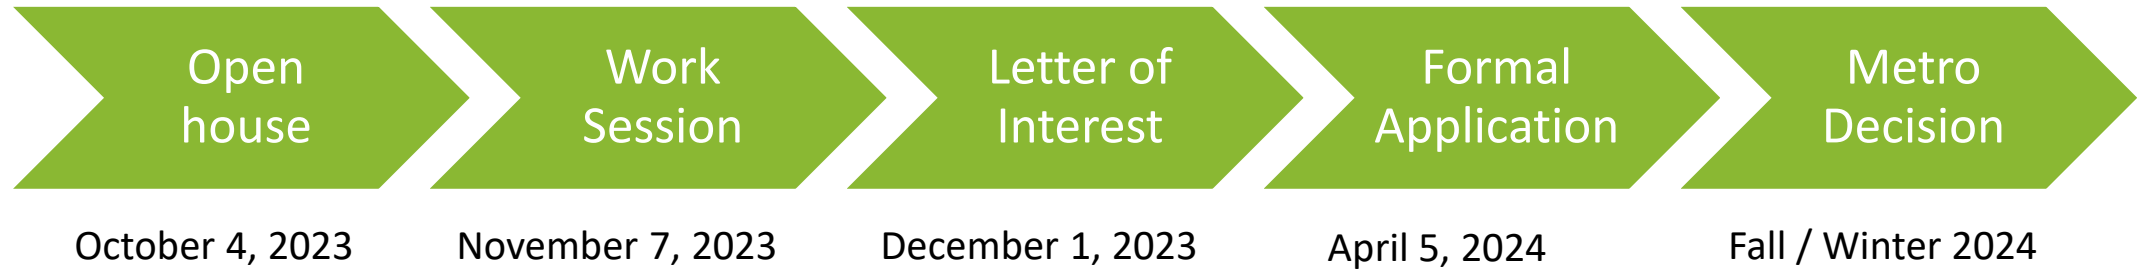 Open
house
Work
Session
Letter of
Interest
Formal
Application
Metro
Decision
October 4, 2023
November 7, 2023
December 1, 2023
April 5, 2024
Fall / Winter 2024